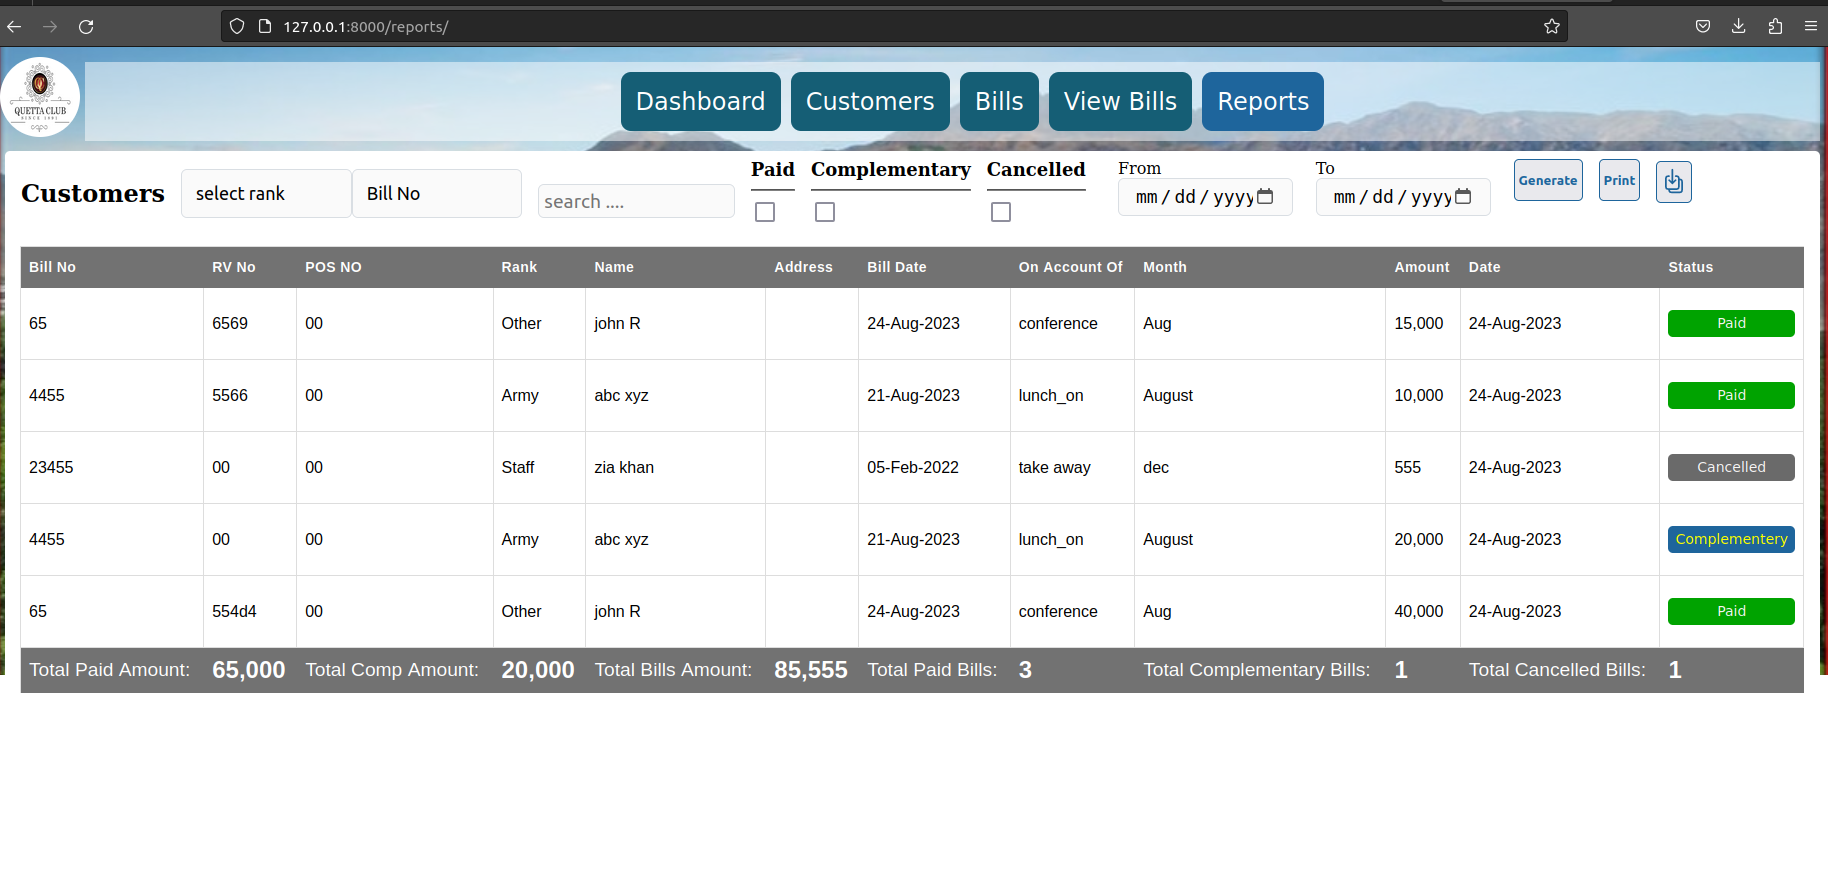 127.0.0.1:8000/reports/
QUETTA CLUB
SINCE 1891
Dashboard Customers Bills View Bills Reports
Customers select rank Bill No search .... Paid Complementary Cancelled From mm/dd/yyyy To mm/dd/yyyy Generate Print
Bill No RV No POS NO Rank Name Address Bill Date On Account Of Month Amount Date Status
65 6569 00 Other john R 24-Aug-2023 conference Aug 15,000 24-Aug-2023 Paid
4455 5566 00 Army abc xyz 21-Aug-2023 lunch_on August 10,000 24-Aug-2023 Paid
23455 00 00 Staff zia khan 05-Feb-2022 take away dec 555 24-Aug-2023 Cancelled
4455 00 00 Army abc xyz 21-Aug-2023 lunch_on August 20,000 24-Aug-2023 Complementery
65 554d4 00 Other john R 24-Aug-2023 conference Aug 40,000 24-Aug-2023 Paid
Total Paid Amount: 65,000 Total Comp Amount: 20,000 Total Bills Amount: 85,555 Total Paid Bills: 3 Total Complementary Bills: 1 Total Cancelled Bills: 1